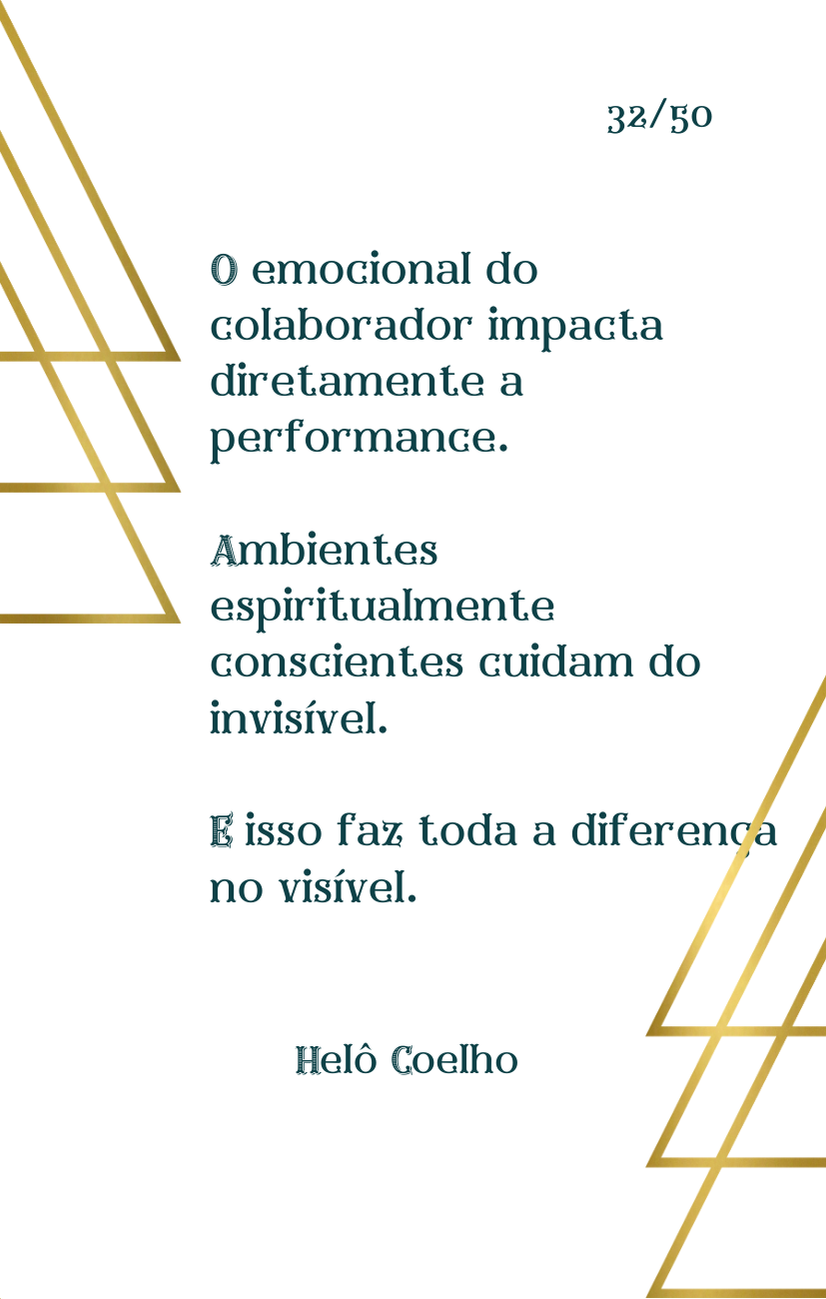 32/50
O emocional do
colaborador impacta
diretamente a
performance.
Ambientes
espiritualmente
conscientes cuidam do
invisível.
E isso faz toda a diferença
no visível.
Helô Coelho